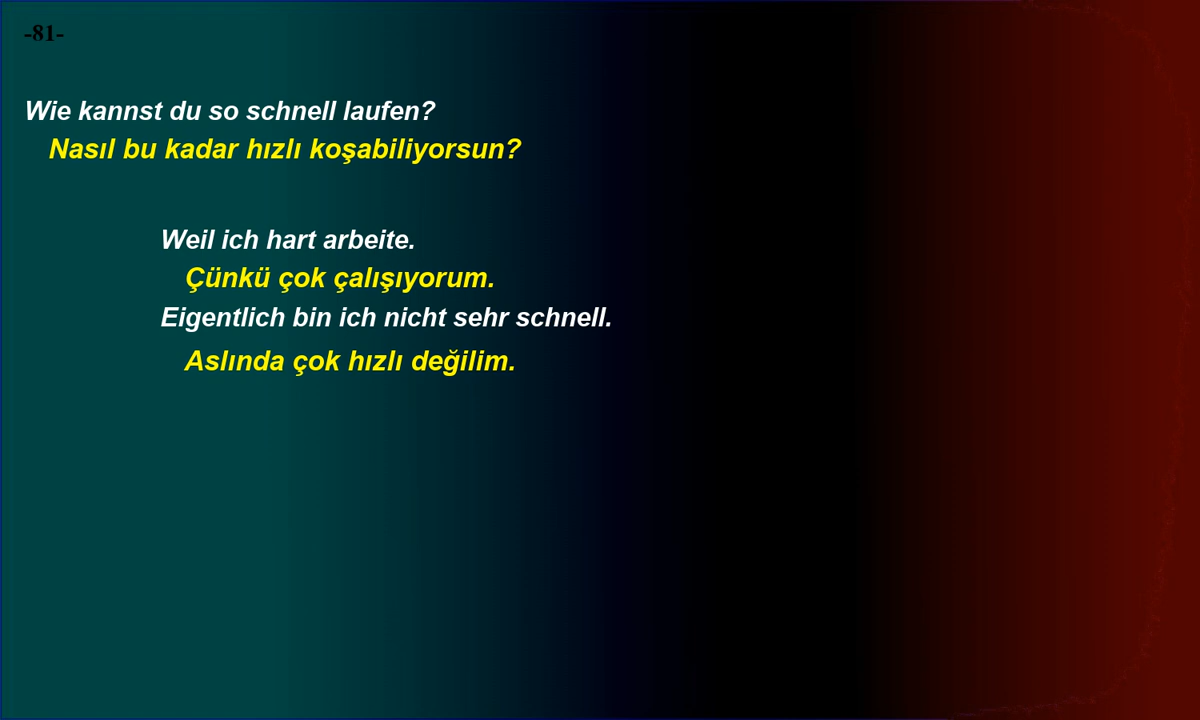 -81-
Wie kannst du so schnell laufen?
Nasıl bu kadar hızlı koşabiliyorsun?
Weil ich hart arbeite.
Çünkü çok çalışıyorum.
Eigentlich bin ich nicht sehr schnell.
Aslında çok hızlı değilim.